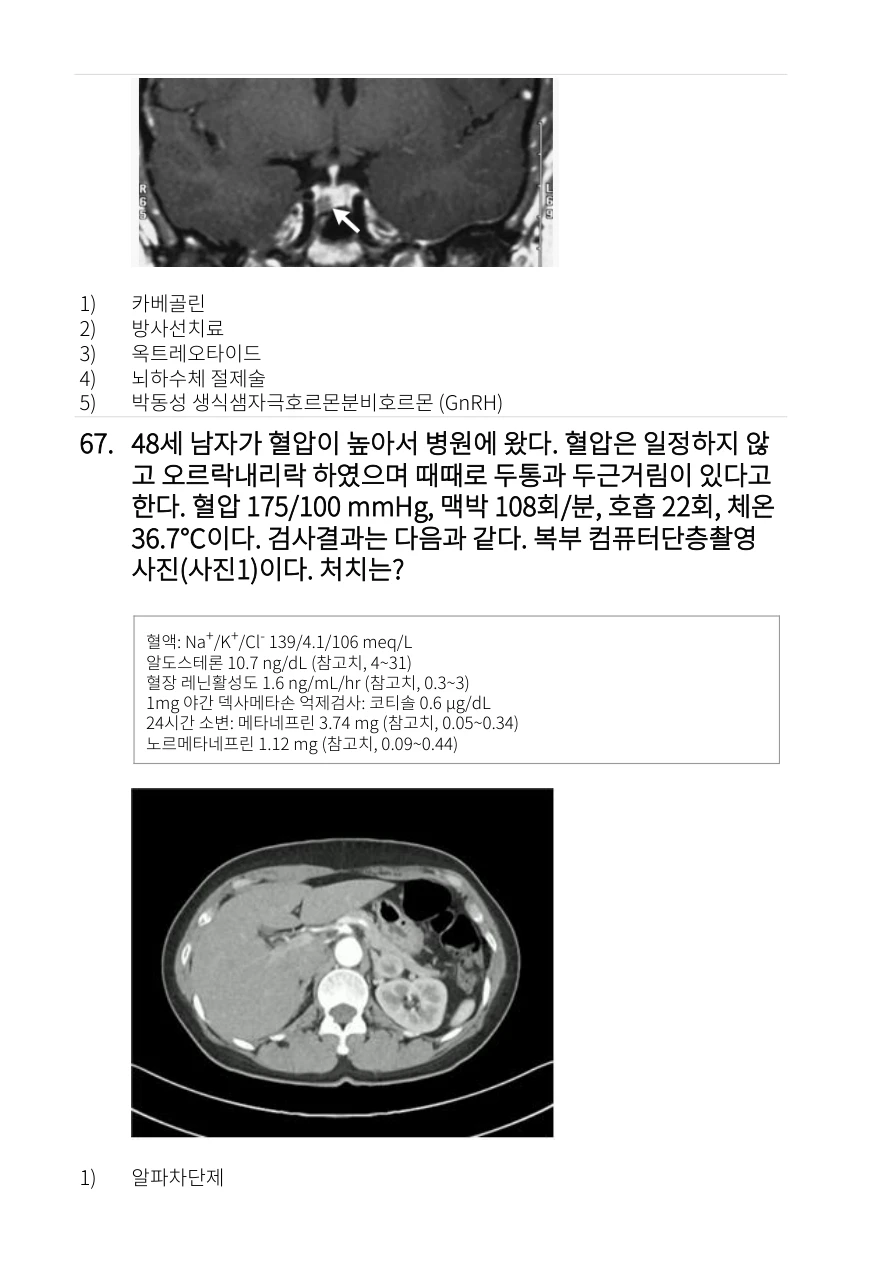 R
6
5
L
6
9
1) 카베골린
2) 방사선치료
3) 옥트레오타이드
4) 뇌하수체 절제술
5) 박동성 생식샘자극호르몬분비호르몬 (GnRH)
67. 48세 남자가 혈압이 높아서 병원에 왔다. 혈압은 일정하지 않
고 오르락내리락 하였으며 때때로 두통과 두근거림이 있다고
한다. 혈압 175/100 mmHg, 맥박 108회/분, 호흡 22회, 체온
36.7°C이다. 검사결과는 다음과 같다. 복부 컴퓨터단층촬영
사진(사진1)이다. 처치는?
혈액: Na⁺/K⁺/Cl⁻ 139/4.1/106 meq/L
알도스테론 10.7 ng/dL (참고치, 4~31)
혈장 레닌활성도 1.6 ng/mL/hr (참고치, 0.3~3)
1mg 야간 덱사메타손 억제검사: 코티솔 0.6 μg/dL
24시간 소변: 메타네프린 3.74 mg (참고치, 0.05~0.34)
노르메타네프린 1.12 mg (참고치, 0.09~0.44)
1) 알파차단제